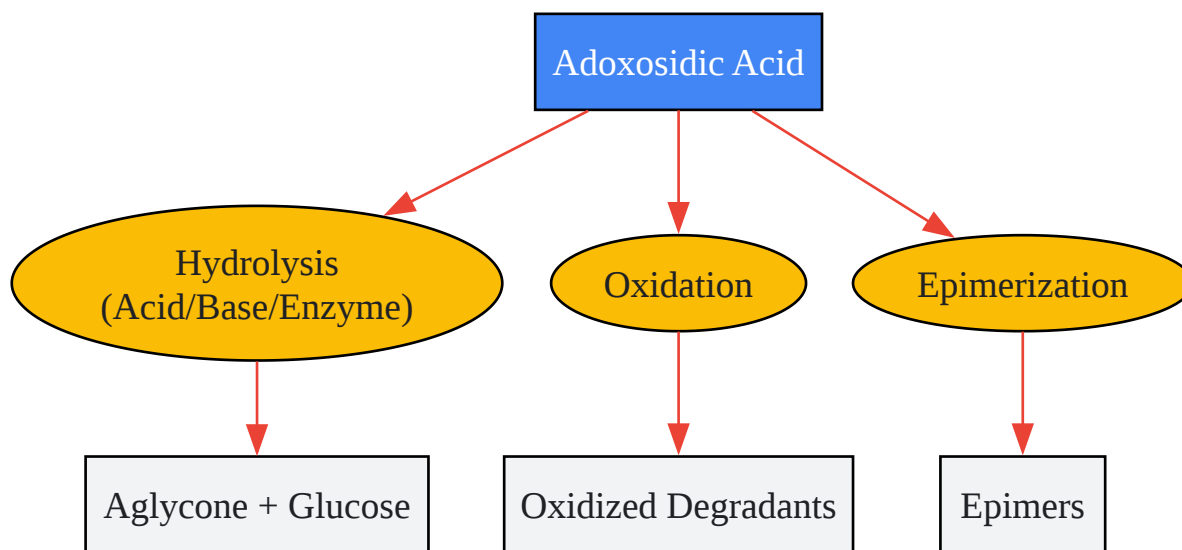 Adoxosidic Acid
Hydrolysis
(Acid/Base/Enzyme)
Oxidation
Epimerization
Aglycone + Glucose
Oxidized Degradants
Epimers